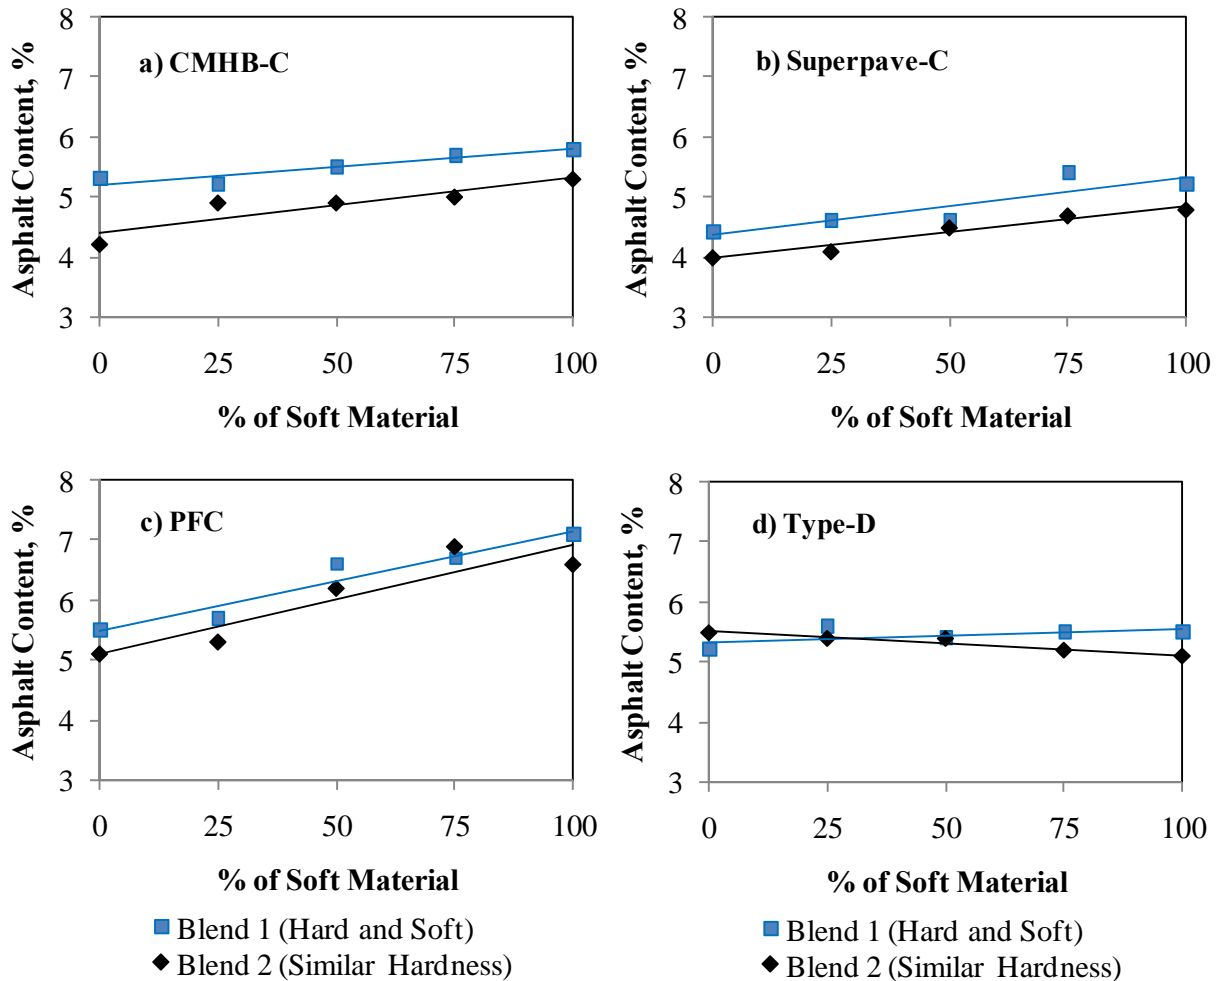 a) CMHB-C
Asphalt Content, %
8
7
6
5
4
3
0 25 50 75 100
% of Soft Material
b) Superpave-C
Asphalt Content, %
8
7
6
5
4
3
0 25 50 75 100
% of Soft Material
c) PFC
Asphalt Content, %
8
7
6
5
4
3
0 25 50 75 100
% of Soft Material
Blend 1 (Hard and Soft)
Blend 2 (Similar Hardness)
d) Type-D
Asphalt Content, %
8
7
6
5
4
3
0 25 50 75 100
% of Soft Material
Blend 1 (Hard and Soft)
Blend 2 (Similar Hardness)